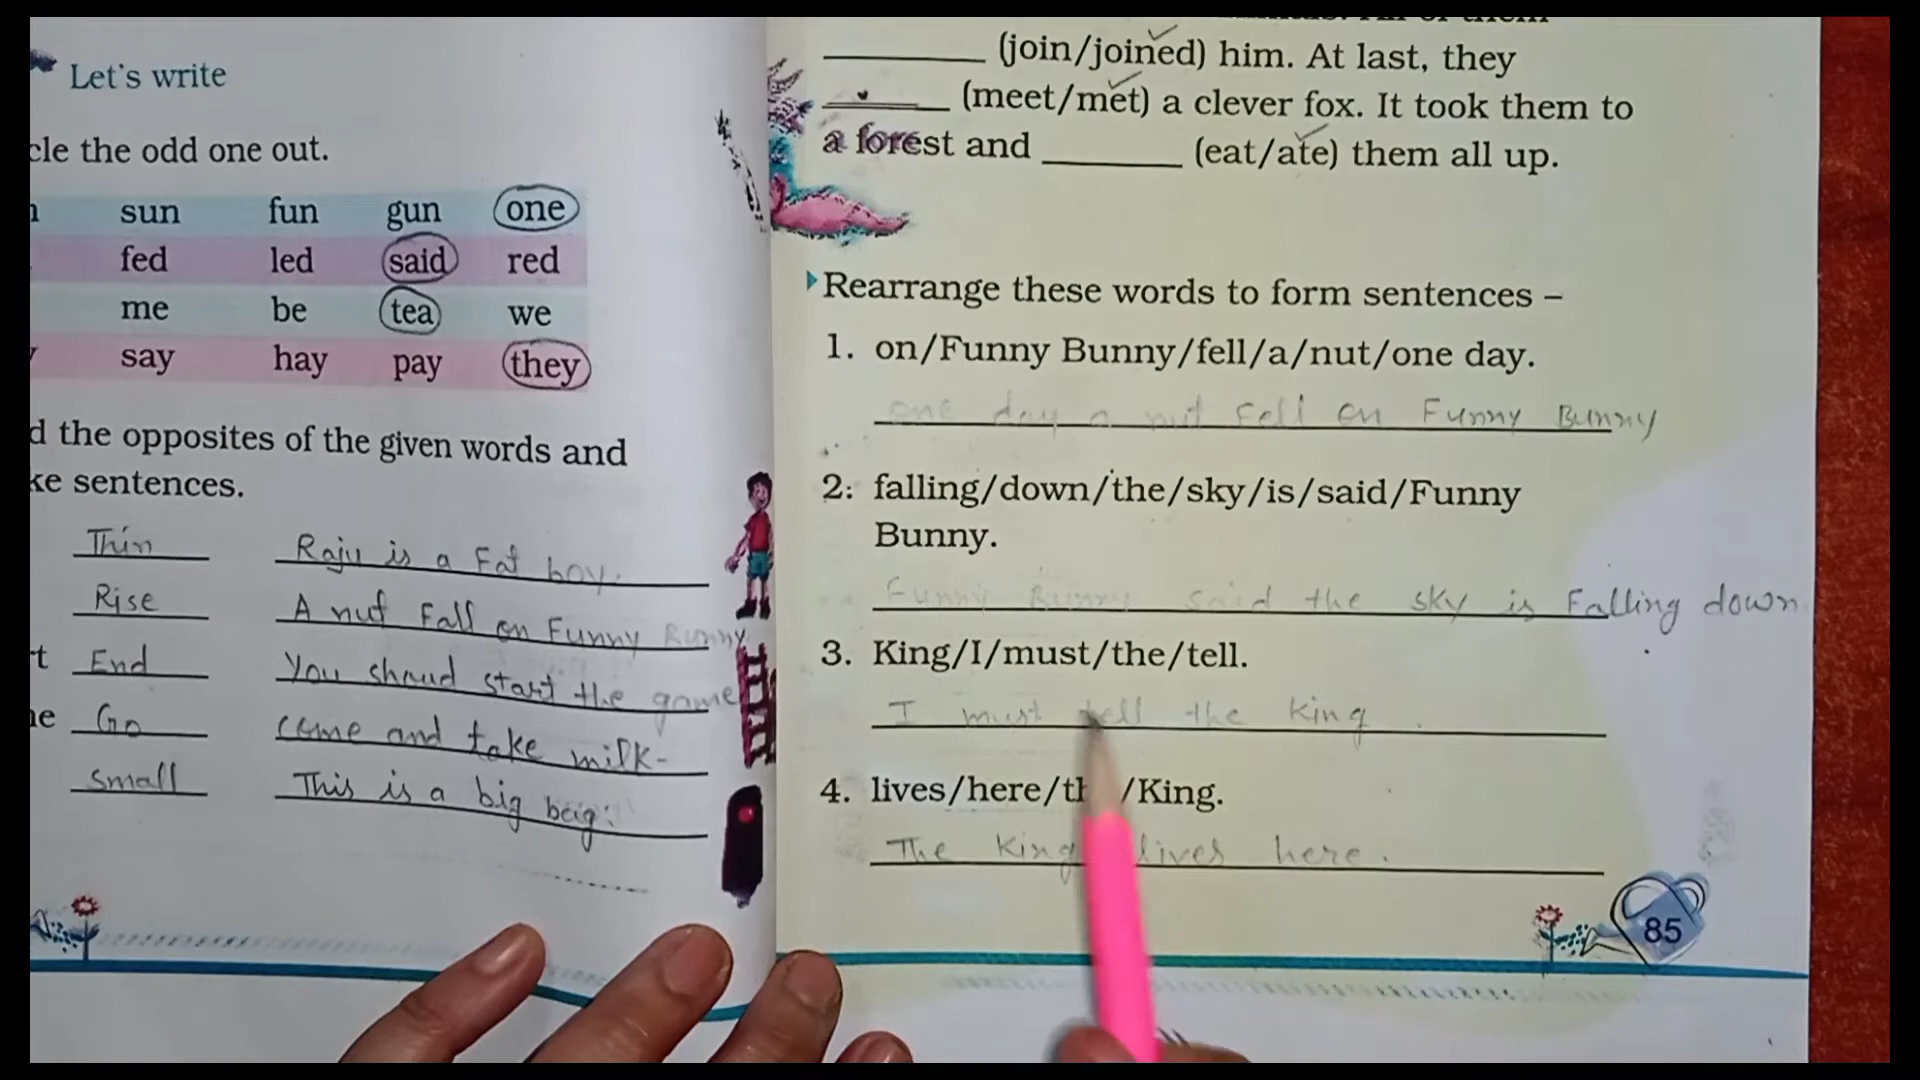 Let's write
cle the odd one out.
sun fun gun one
fed led said red
me be tea we
say hay pay they
d the opposites of the given words and
ke sentences.
Thin Raju is a Fat boy.
Rise A nut Fall on Funny Bunny
t End You shoud start the game
ne Go come and take milk-
small This is a big
(join/joined) him. At last, they
(meet/met) a clever fox. It took them to
a forest and ______ (eat/ate) them all up.
Rearrange these words to form sentences –
1. on/Funny Bunny/fell/a/nut/one day.
one day a nut Fell on Funny Bunny
2. falling/down/the/sky/is/said/Funny
Bunny.
Funny Bunny said the sky is Falling down
3. King/I/must/the/tell.
I must tell the king.
4. lives/here/ /King.
The King lives here.
85